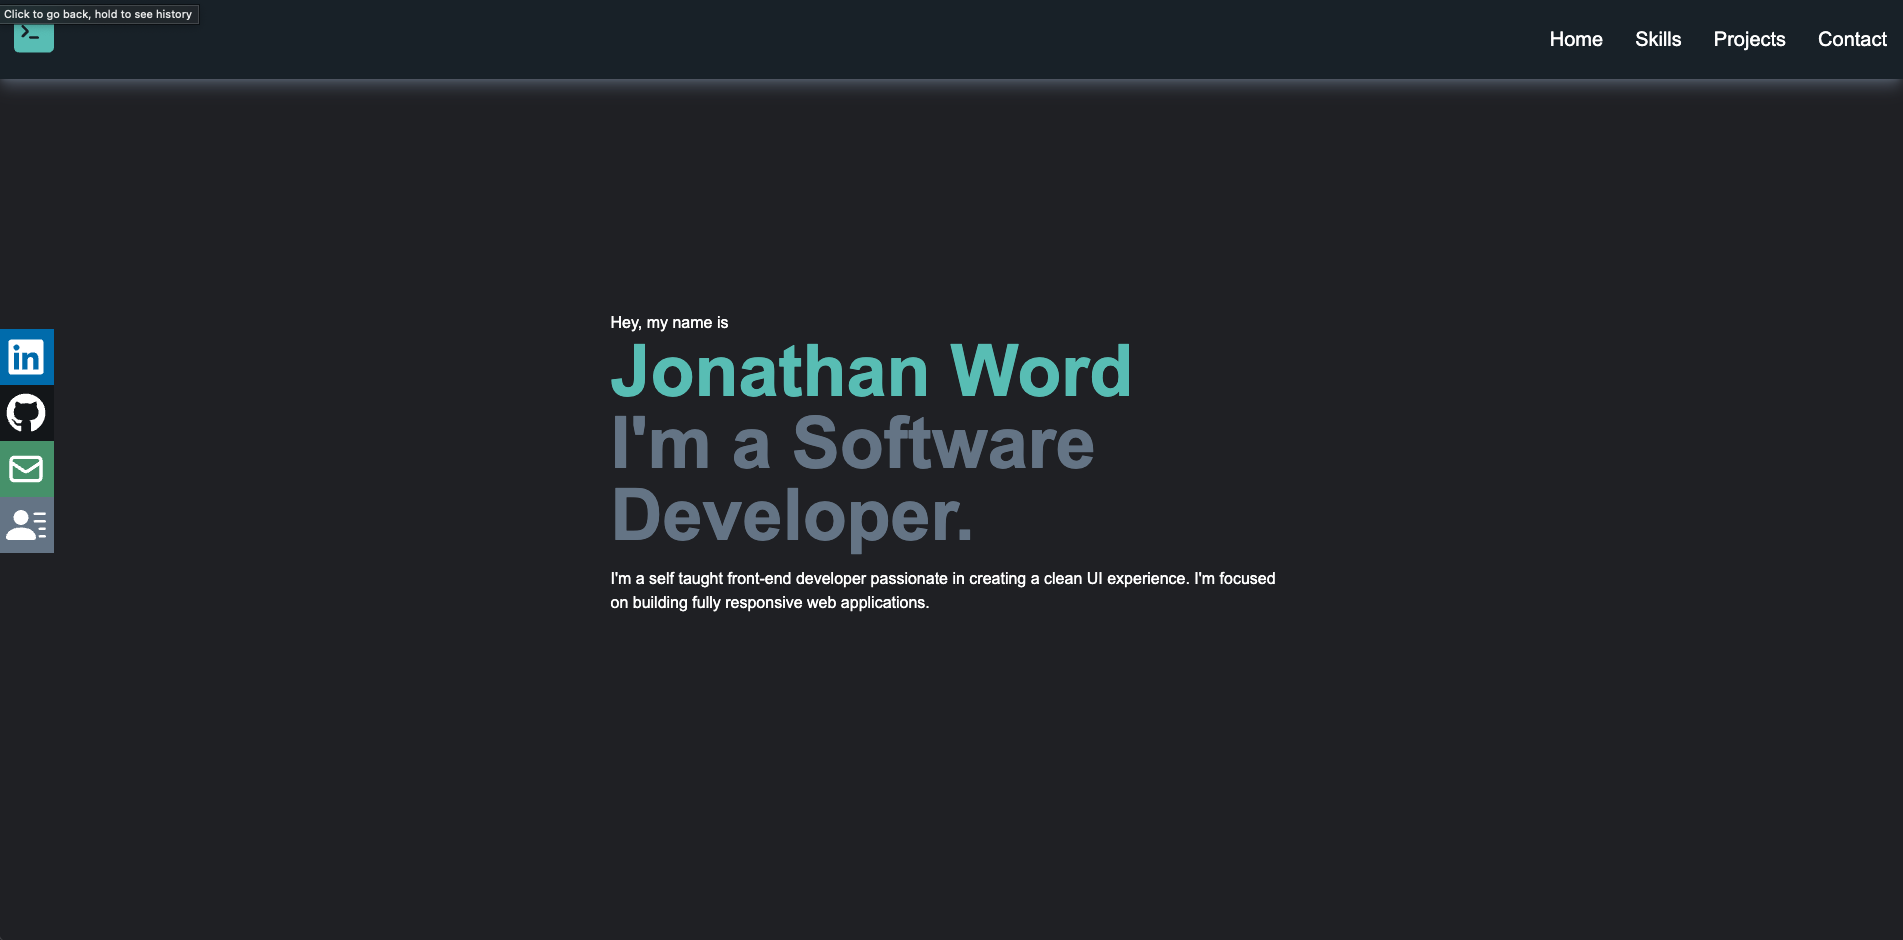 Click to go back, hold to see history
Home Skills Projects Contact
Hey, my name is
Jonathan Word
I'm a Software
Developer.
I'm a self taught front-end developer passionate in creating a clean UI experience. I'm focused
on building fully responsive web applications.